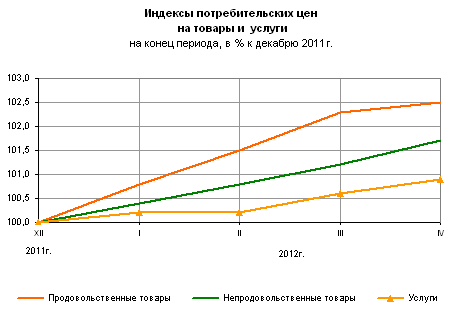 Индексы потребительских цен
на товары и услуги
на конец периода, в % к декабрю 2011г.
103,0
102,5
102,0
101,5
101,0
100,5
100,0
XII I II III IV
2011г. 2012г.
Продовольственные товары Непродовольственные товары Услуги